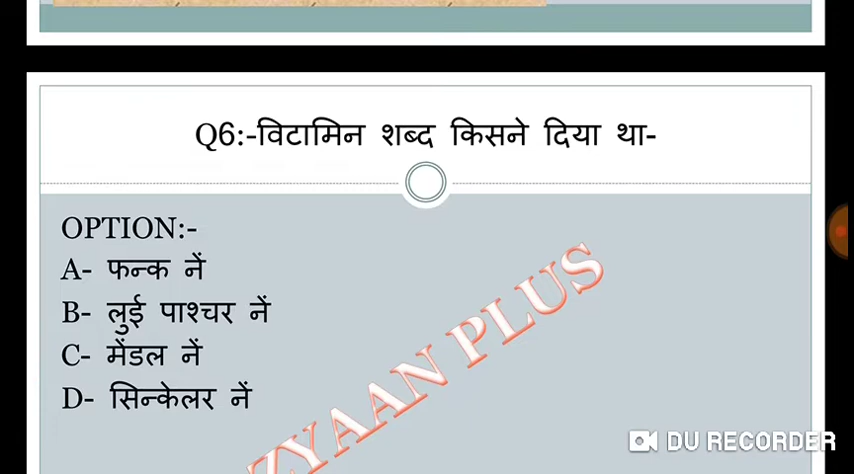 Q6:-विटामिन शब्द किसने दिया था-
OPTION:-
A- फन्क नें
B- लुई पाश्चर नें
C- मेंडल नें
D- सिन्केलर नें
ZYAAN PLUS
DU RECORDER